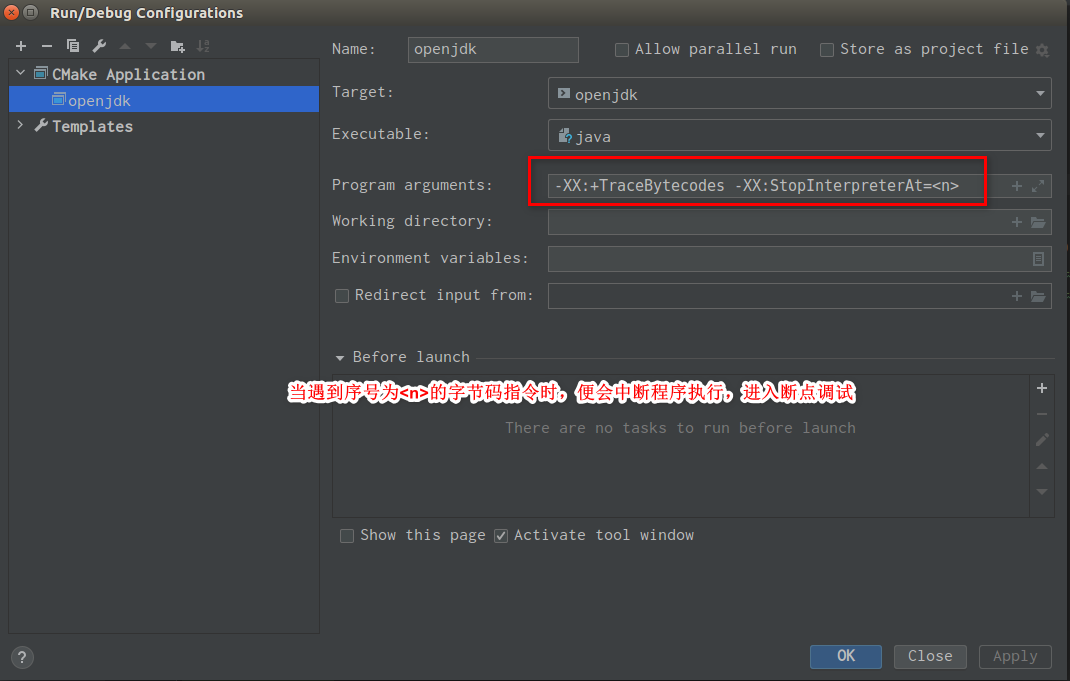 Run/Debug Configurations
CMake Application
openjdk
Templates
Name: openjdk Allow parallel run Store as project file
Target: openjdk
Executable: java
Program arguments: -XX:+TraceBytecodes -XX:StopInterpreterAt=<n>
Working directory:
Environment variables:
Redirect input from:
Before launch
当遇到序号为<n>的字节码指令时，便会中断程序执行，进入断点调试
There are no tasks to run before launch
Show this page Activate tool window
? OK Close Apply